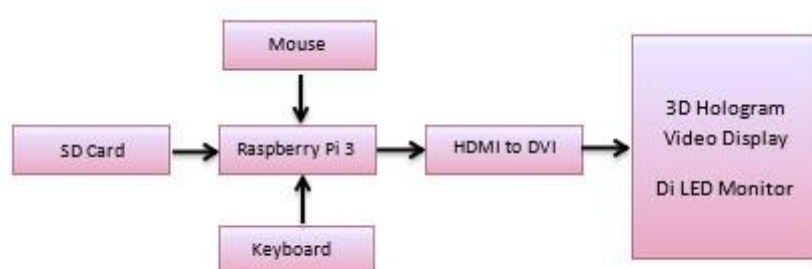 Mouse
SD Card
Raspberry Pi 3
HDMI to DVI
3D Hologram
Video Display
Di LED Monitor
Keyboard